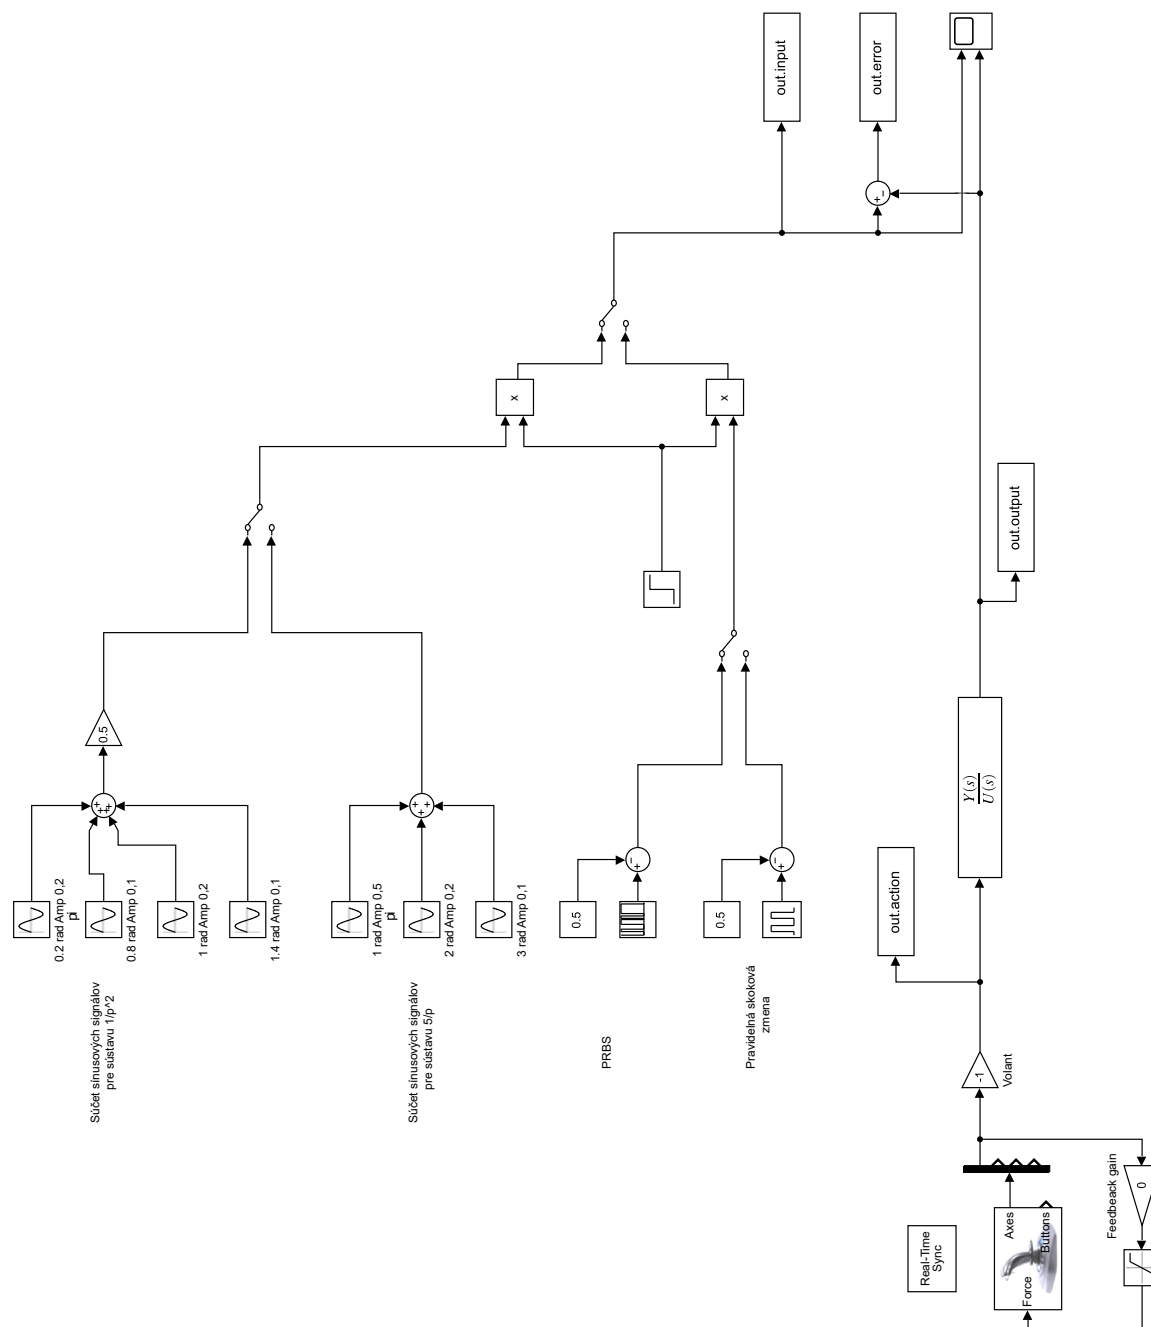 Súčet sínusových signálov
pre sústavu 1/p^2
0.2 rad Amp 0,2
pi
0.8 rad Amp 0,1
1 rad Amp 0,2
1.4 rad Amp 0,1
0.5
Súčet sínusových signálov
pre sústavu 5/p
1 rad Amp 0,5
pi
2 rad Amp 0,2
3 rad Amp 0,1
PRBS
0.5
Pravidelná skoková
zmena
0.5
x
x
out.input
out.error
Real-Time
Sync
Force
Axes
Buttons
-1
Volant
out.action
Y(s)
U(s)
out.output
Feedbeack gain
0